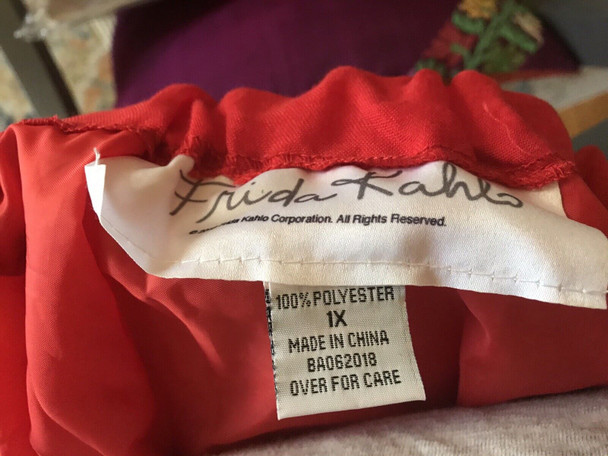 Frida Kahlo
Kahlo Corporation. All Rights Reserved.
100% POLYESTER
1X
MADE IN CHINA
BA062018
OVER FOR CARE